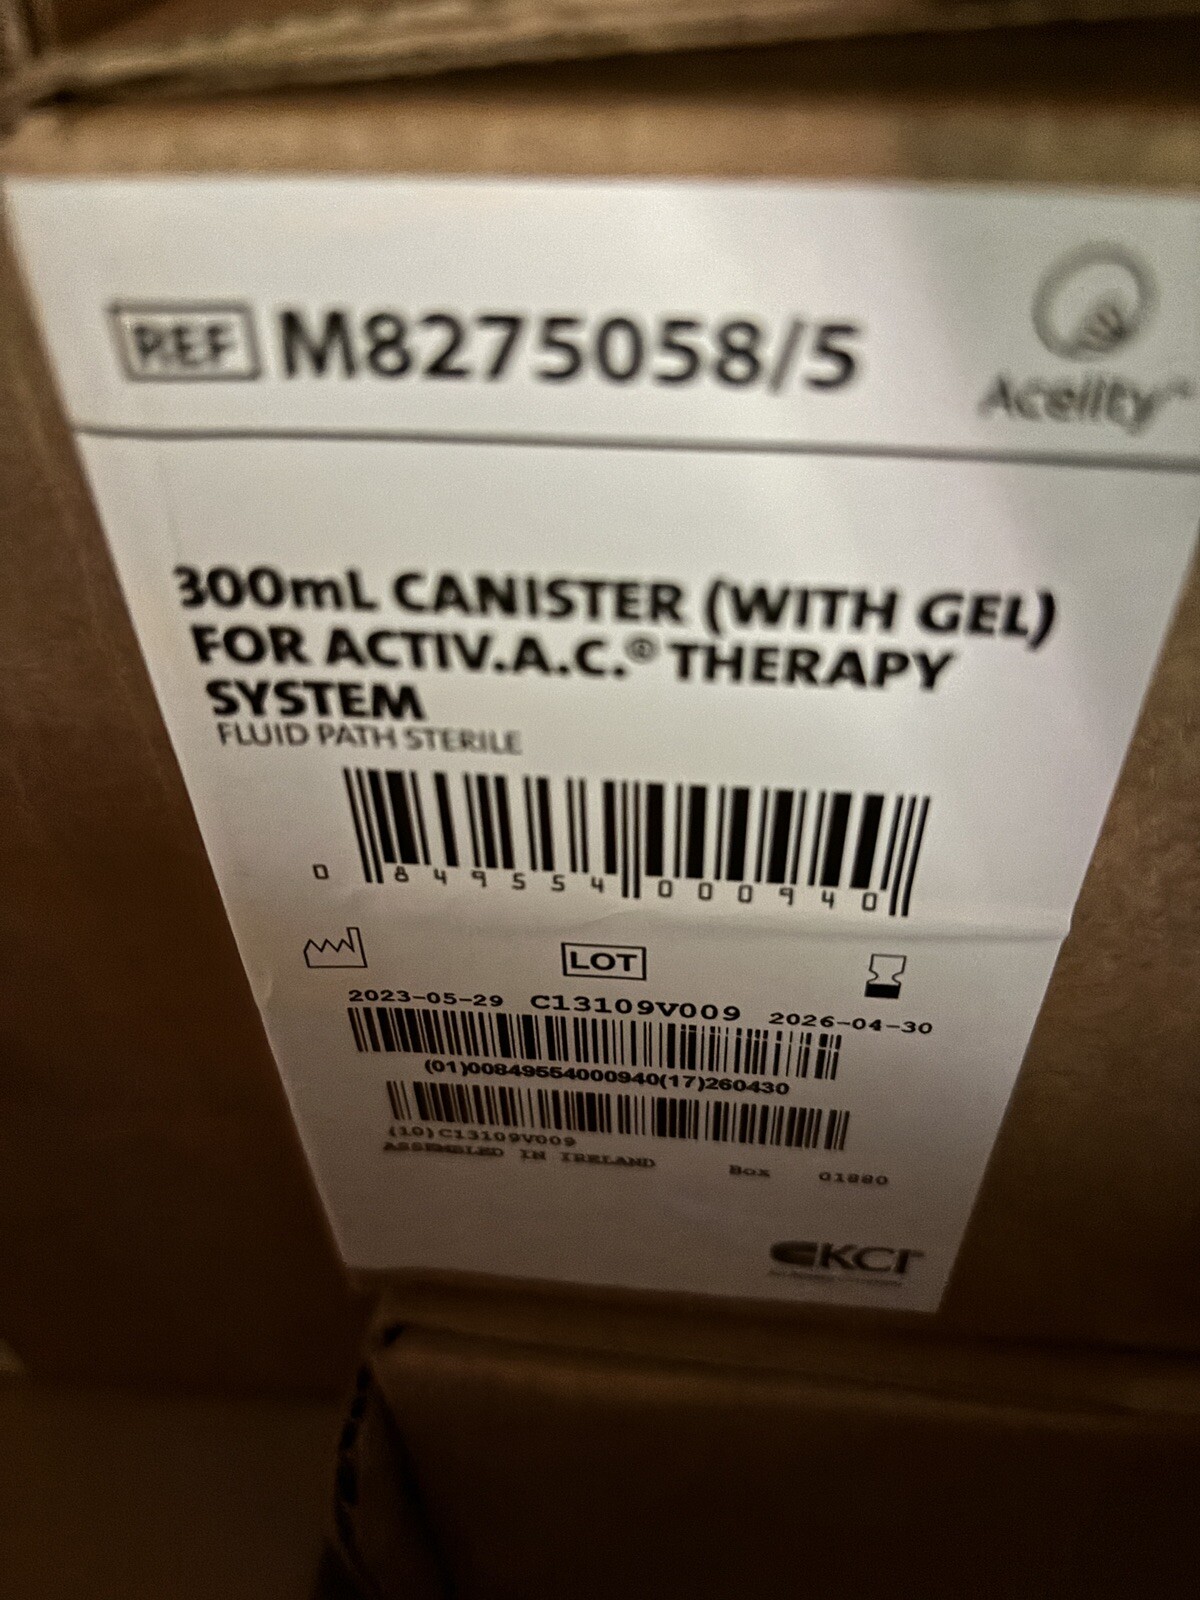 REF M8275058/5
Acelity
300mL CANISTER (WITH GEL)
FOR ACTIV.A.C.® THERAPY
SYSTEM
FLUID PATH STERILE
0 849554 000940
LOT
2023-05-29 C13109V009 2026-04-30
(01)00849554000940(17)260430
(10)C13109V009
ASSEMBLED IN IRELAND Box 01880
KCI